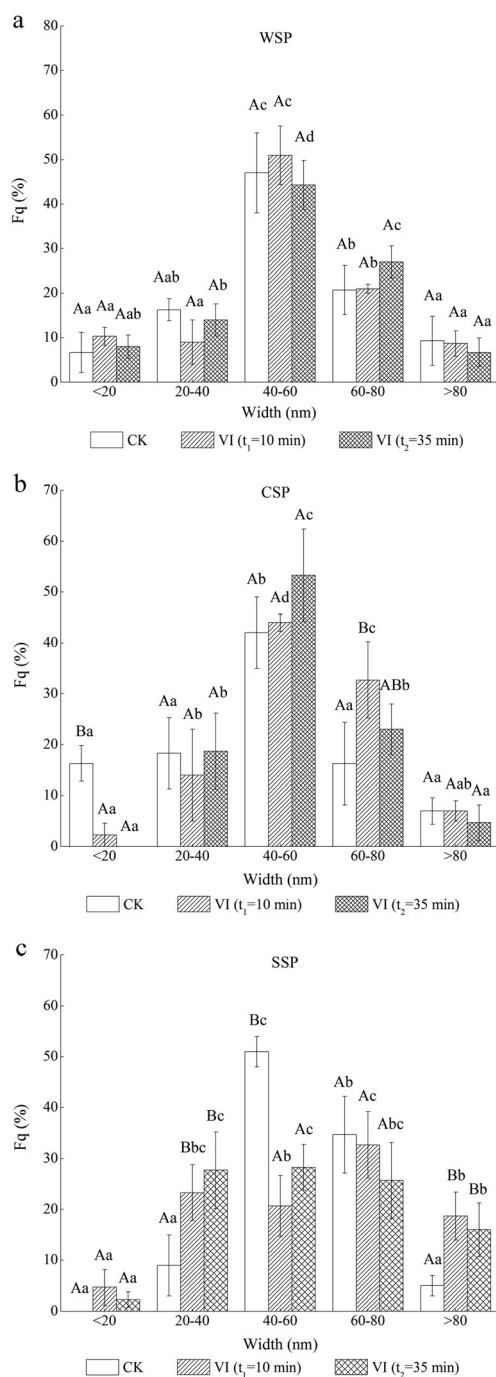 a
WSP
80
70
60
50
40
30
20
10
0
Fq (%)
Aa Aa Aab
Aab Aa Ab
Ac Ac Ad
Ab Ab Ac
Aa Aa Aa
<20 20-40 40-60 60-80 >80
Width (nm)
CK VI (t₁=10 min) VI (t₂=35 min)
b
CSP
70
60
50
40
30
20
10
0
Fq (%)
Ba Aa Aa
Aa Ab Ab
Ab Ad Ac
Aa Bc ABb
Aa Aab Aa
<20 20-40 40-60 60-80 >80
Width (nm)
CK VI (t₁=10 min) VI (t₂=35 min)
c
SSP
70
60
50
40
30
20
10
0
Fq (%)
Aa Aa Aa
Aa Bbc Bc
Bc Ab Ac
Ab Ac Abc
Aa Bb Bb
<20 20-40 40-60 60-80 >80
Width (nm)
CK VI (t₁=10 min) VI (t₂=35 min)